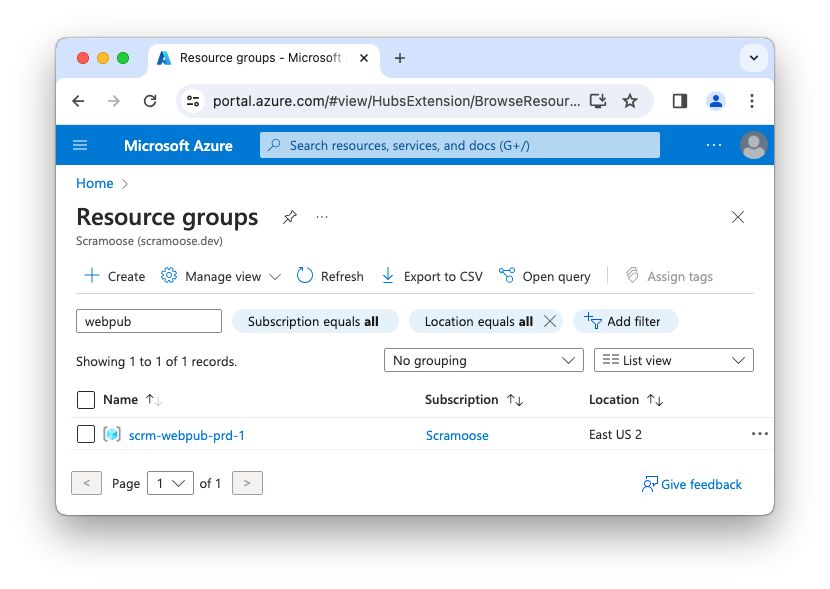 Resource groups - Microsoft
portal.azure.com/#view/HubsExtension/BrowseResour...
Microsoft Azure Search resources, services, and docs (G+/)
Home
Resource groups
Scramoose (scramoose.dev)
Create Manage view Refresh Export to CSV Open query Assign tags
webpub Subscription equals all Location equals all Add filter
Showing 1 to 1 of 1 records. No grouping List view
Name Subscription Location
scrm-webpub-prd-1 Scramoose East US 2
< Page 1 of 1 > Give feedback